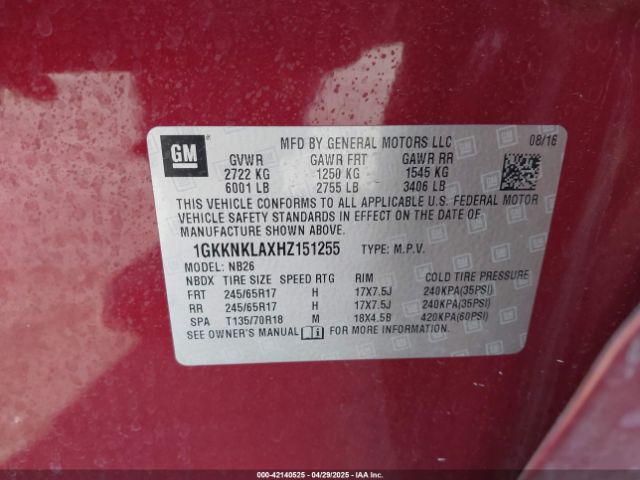 GM
MFD BY GENERAL MOTORS LLC 08/16
GVWR GAWR FRT GAWR RR
2722 KG 1250 KG 1545 KG
6001 LB 2755 LB 3406 LB
THIS VEHICLE CONFORMS TO ALL APPLICABLE U.S. FEDERAL MOTOR
VEHICLE SAFETY STANDARDS IN EFFECT ON THE DATE OF
MANUFACTURE SHOWN ABOVE.
1GKKNKLAXHZ151255 TYPE: M.P.V.
MODEL: NB26
NBDX TIRE SIZE SPEED RTG RIM COLD TIRE PRESSURE
FRT 245/65R17 H 17X7.5J 240KPA(35PSI)
RR 245/65R17 H 17X7.5J 240KPA(35PSI)
SPA T135/70R18 M 18X4.5B 420KPA(60PSI)
SEE OWNER'S MANUAL FOR MORE INFORMATION.
000-42140525 - 04/29/2025 - IAAI.COM